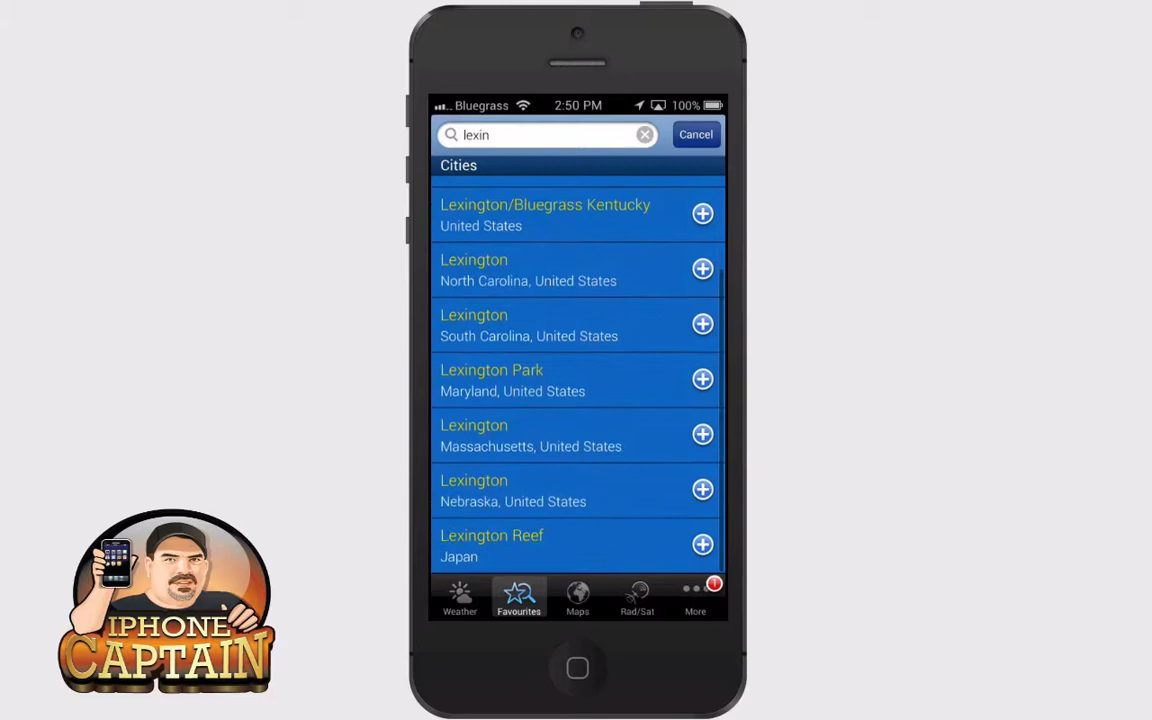 Bluegrass 2:50 PM 100%
lexin Cancel
Cities
Lexington/Bluegrass Kentucky
United States
Lexington
North Carolina, United States
Lexington
South Carolina, United States
Lexington Park
Maryland, United States
Lexington
Massachusetts, United States
Lexington
Nebraska, United States
Lexington Reef
Japan
1
Weather Favourites Maps Rad/Sat More
IPHONE
CAPTAIN